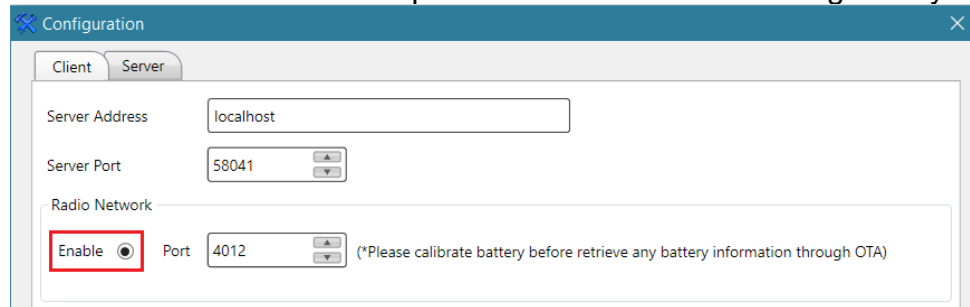 Configuration
Client Server
Server Address localhost
Server Port 58041
Radio Network
Enable Port 4012 (*Please calibrate battery before retrieve any battery information through OTA)